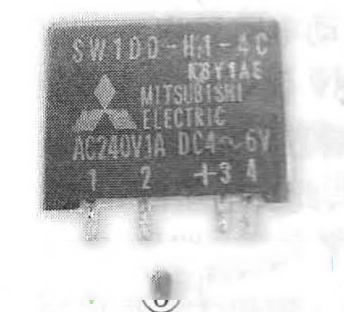 SW1DD-H1-4C
K8Y1AE
MITSUBISHI
ELECTRIC
AC240V1A DC4~6V
1 2 +3 4